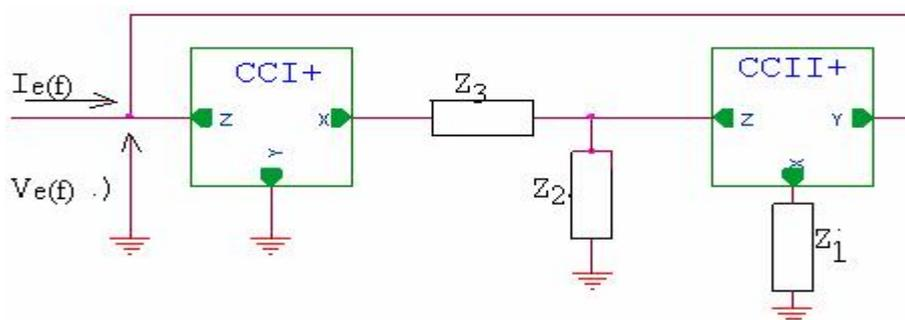 CCI+
CCII+
Ie(f)
Z3
Z
X
Z
Y
Y
X
Ve(f) .)
Z2
Z1